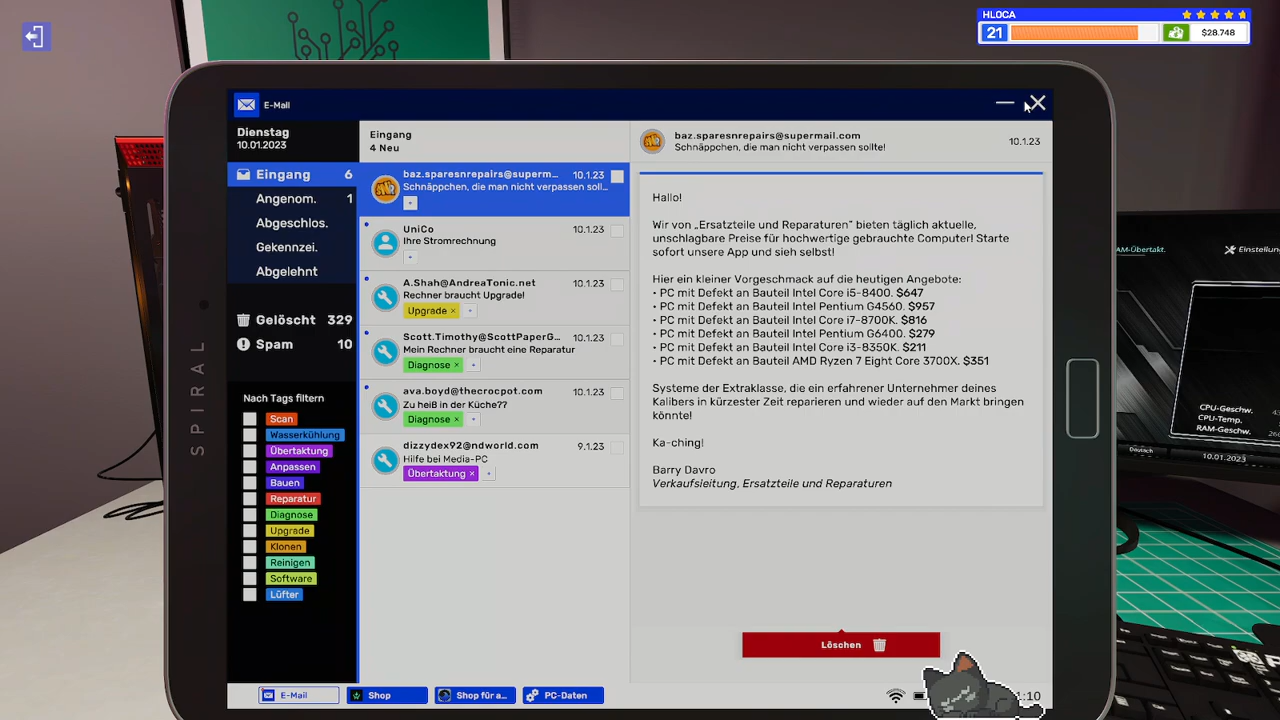 HLOCA
21
$28.748
E-Mail
Dienstag
10.01.2023
Eingang 6
Angenom. 1
Abgeschlos.
Gekennzei.
Abgelehnt
Gelöscht 329
Spam 10
Nach Tags filtern
Scan
Wasserkühlung
Übertaktung
Anpassen
Bauen
Reparatur
Diagnose
Upgrade
Klonen
Reinigen
Software
Lüfter
Eingang
4 Neu
baz.sparesnrepairs@superm... 10.1.23
Schnäppchen, die man nicht verpassen soll...
+
UniCo 10.1.23
Ihre Stromrechnung
+
A.Shah@AndreaTonic.net 10.1.23
Rechner braucht Upgrade!
Upgrade × +
Scott.Timothy@ScottPaperG... 10.1.23
Mein Rechner braucht eine Reparatur
Diagnose × +
ava.boyd@thecrocpot.com 10.1.23
Zu heiß in der Küche??
Diagnose × +
dizzydex92@ndworld.com 9.1.23
Hilfe bei Media-PC
Übertaktung × +
baz.sparesnrepairs@supermail.com 10.1.23
Schnäppchen, die man nicht verpassen sollte!
Hallo!
Wir von „Ersatzteile und Reparaturen" bieten täglich aktuelle,
unschlagbare Preise für hochwertige gebrauchte Computer! Starte
sofort unsere App und sieh selbst!
Hier ein kleiner Vorgeschmack auf die heutigen Angebote:
• PC mit Defekt an Bauteil Intel Core i5-8400. $647
• PC mit Defekt an Bauteil Intel Pentium G4560. $957
• PC mit Defekt an Bauteil Intel Core i7-8700K. $816
• PC mit Defekt an Bauteil Intel Pentium G6400. $279
• PC mit Defekt an Bauteil Intel Core i3-8350K. $211
• PC mit Defekt an Bauteil AMD Ryzen 7 Eight Core 3700X. $351
Systeme der Extraklasse, die ein erfahrener Unternehmer deines
Kalibers in kürzester Zeit reparieren und wieder auf den Markt bringen
könnte!
Ka-ching!
Barry Davro
Verkaufsleitung, Ersatzteile und Reparaturen
Löschen
SPIRAL
E-Mail
Shop
Shop für a...
PC-Daten
:10
AM-Übertakt.
Einstellun
CPU-Geschw.
CPU-Temp.
RAM-Geschw.
Deutsch
10.01.2023